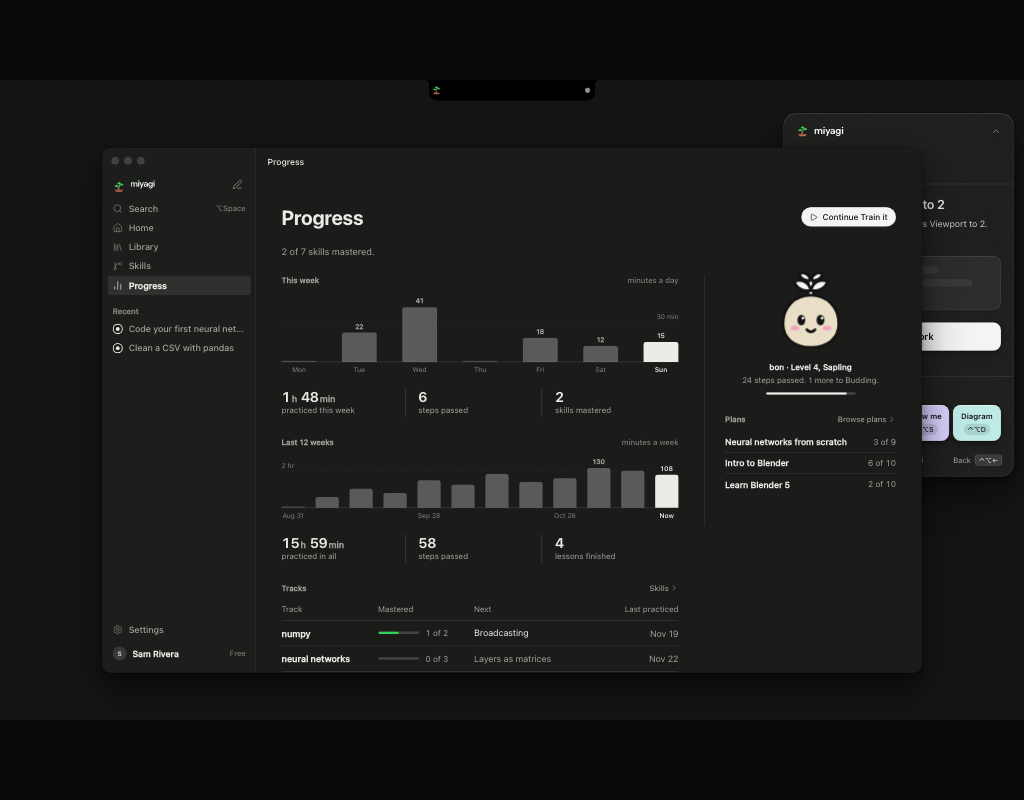 miyagi
Progress
miyagi
Search ⌥Space
Home
Library
Skills
Progress
Recent
Code your first neural net...
Clean a CSV with pandas
Settings
S Sam Rivera Free
Progress
Continue Train it
2 of 7 skills mastered.
This week minutes a day
30 min
22 41 18 12 15
Mon Tue Wed Thu Fri Sat Sun
1h 48min 6 2
practiced this week steps passed skills mastered
Last 12 weeks minutes a week
2 hr
130 108
Aug 31 Sep 28 Oct 26 Now
15h 59min 58 4
practiced in all steps passed lessons finished
Tracks Skills
Track Mastered Next Last practiced
numpy 1 of 2 Broadcasting Nov 19
neural networks 0 of 3 Layers as matrices Nov 22
bon · Level 4, Sapling
24 steps passed. 1 more to Budding.
Plans Browse plans
Neural networks from scratch 3 of 9
Intro to Blender 6 of 10
Learn Blender 5 2 of 10
to 2
s Viewport to 2.
ork
w me Diagram
⌥S ^⌥D
Back ^⌥←